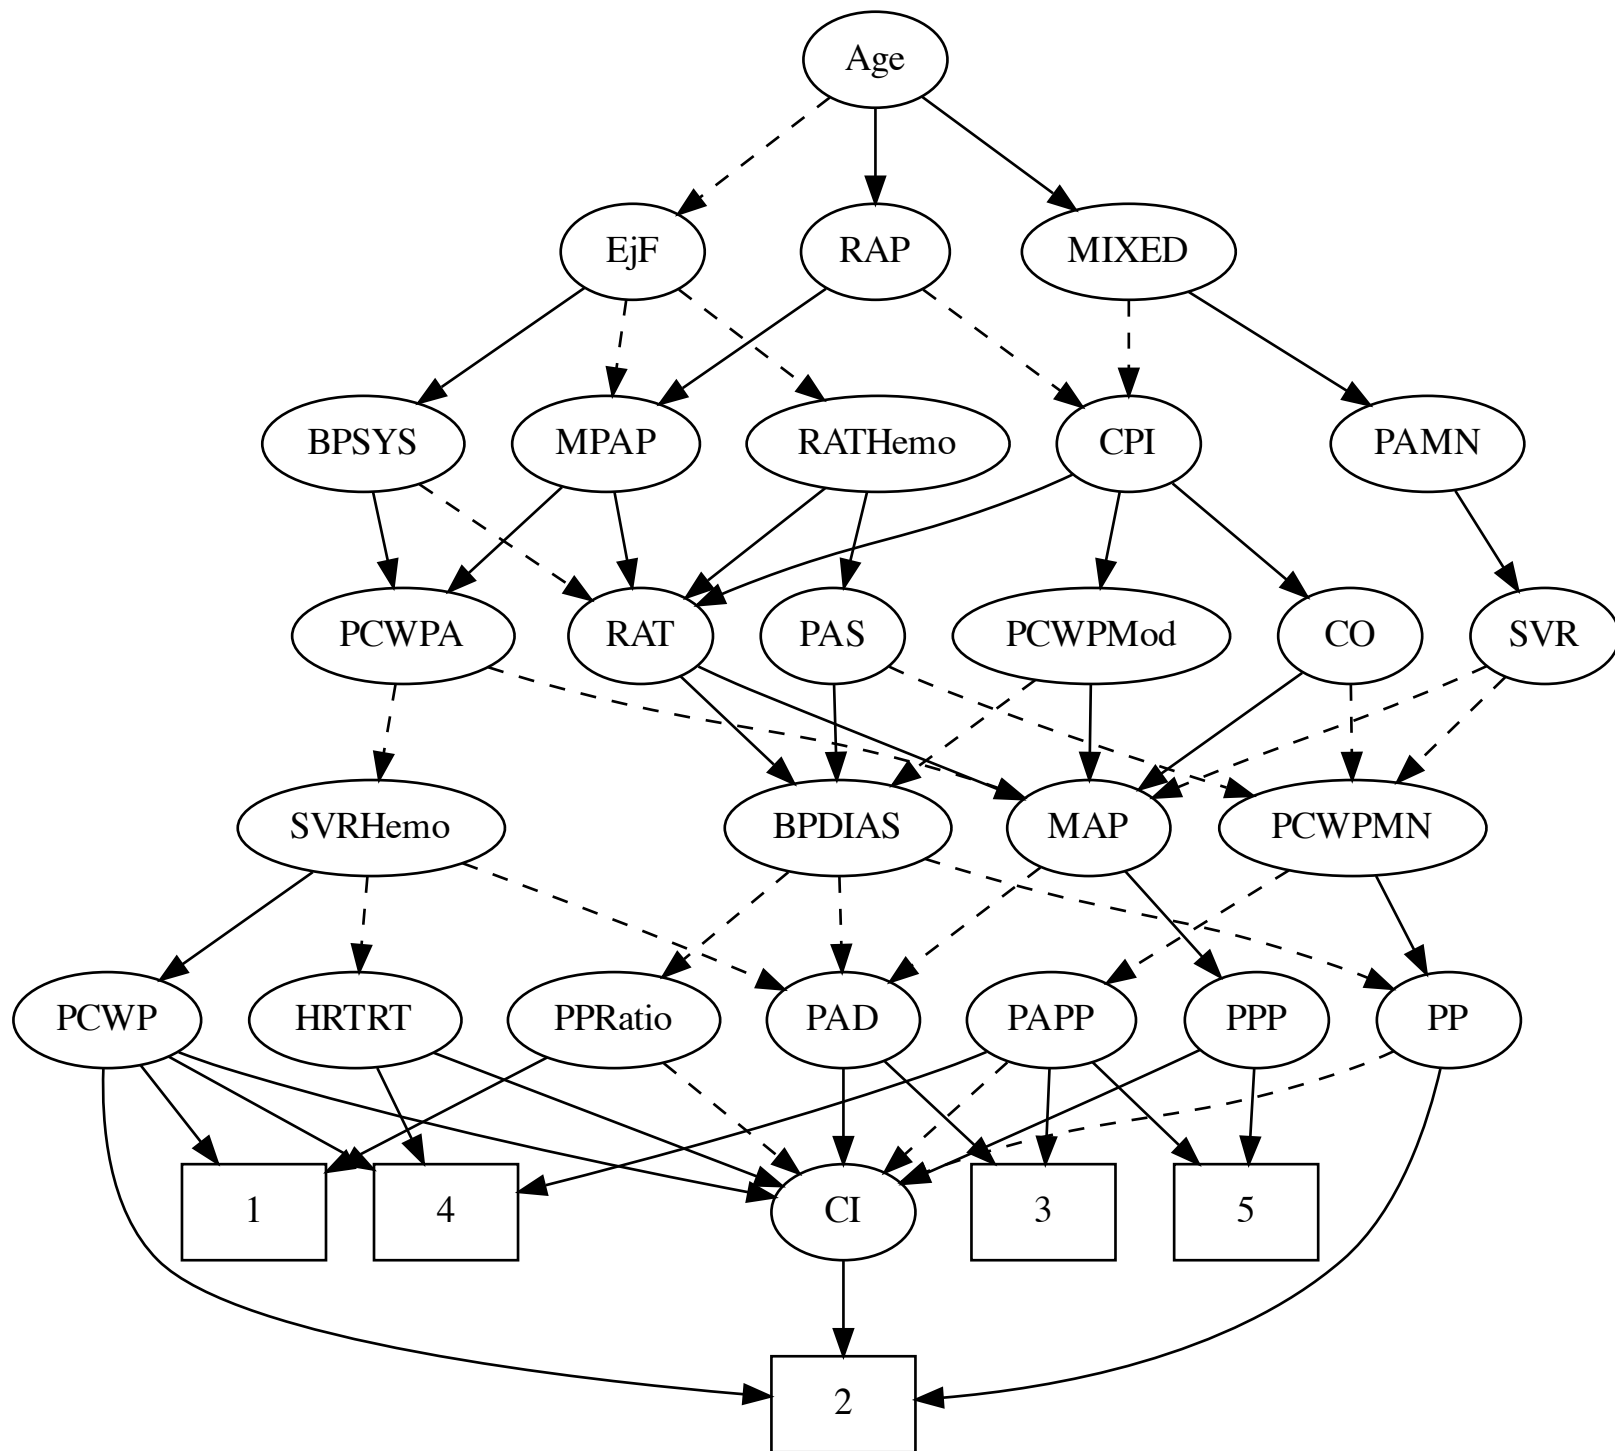 Age
EjF
RAP
MIXED
BPSYS
MPAP
RATHemo
CPI
PAMN
PCWPA
RAT
PAS
PCWPMod
CO
SVR
SVRHemo
BPDIAS
MAP
PCWPMN
PCWP
HRTRT
PPRatio
PAD
PAPP
PPP
PP
1
4
CI
3
5
2